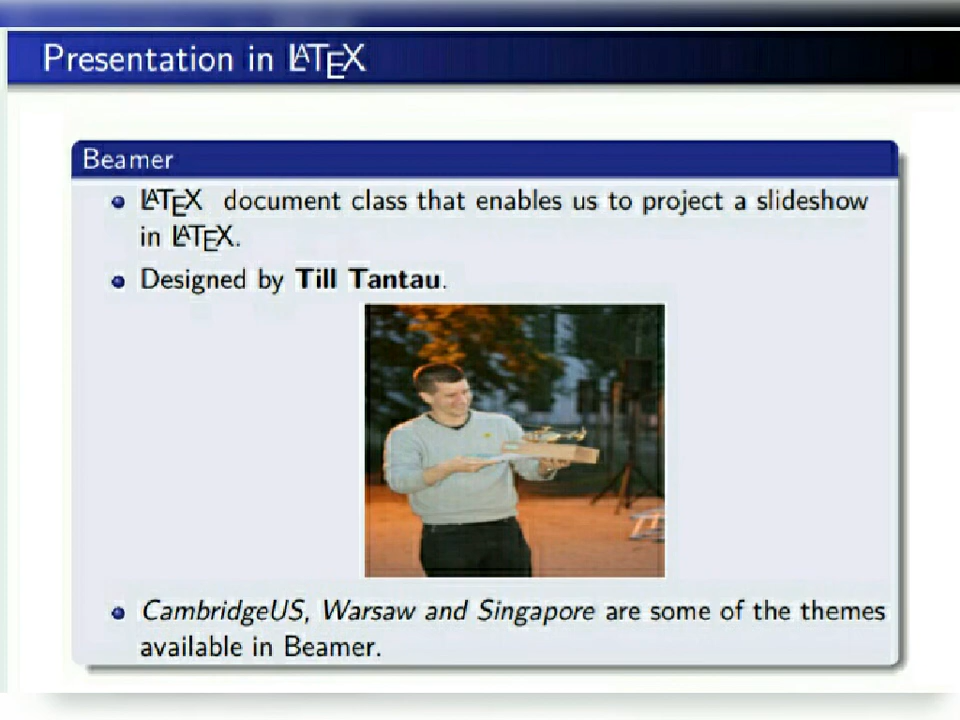 Presentation in LATEX
Beamer
LATEX document class that enables us to project a slideshow
in LATEX.
Designed by Till Tantau.
CambridgeUS, Warsaw and Singapore are some of the themes
available in Beamer.